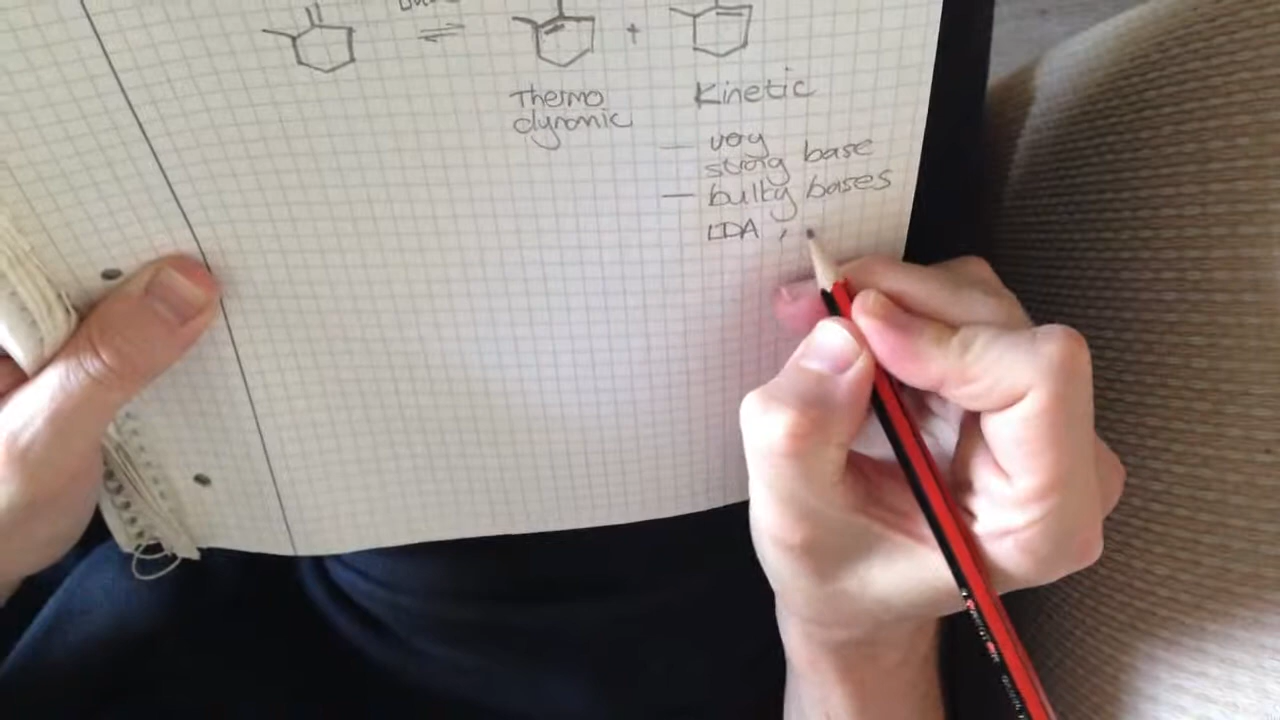 +
Thermo Kinetic
dynamic
— very
strong base
— bulky bases
LDA ,